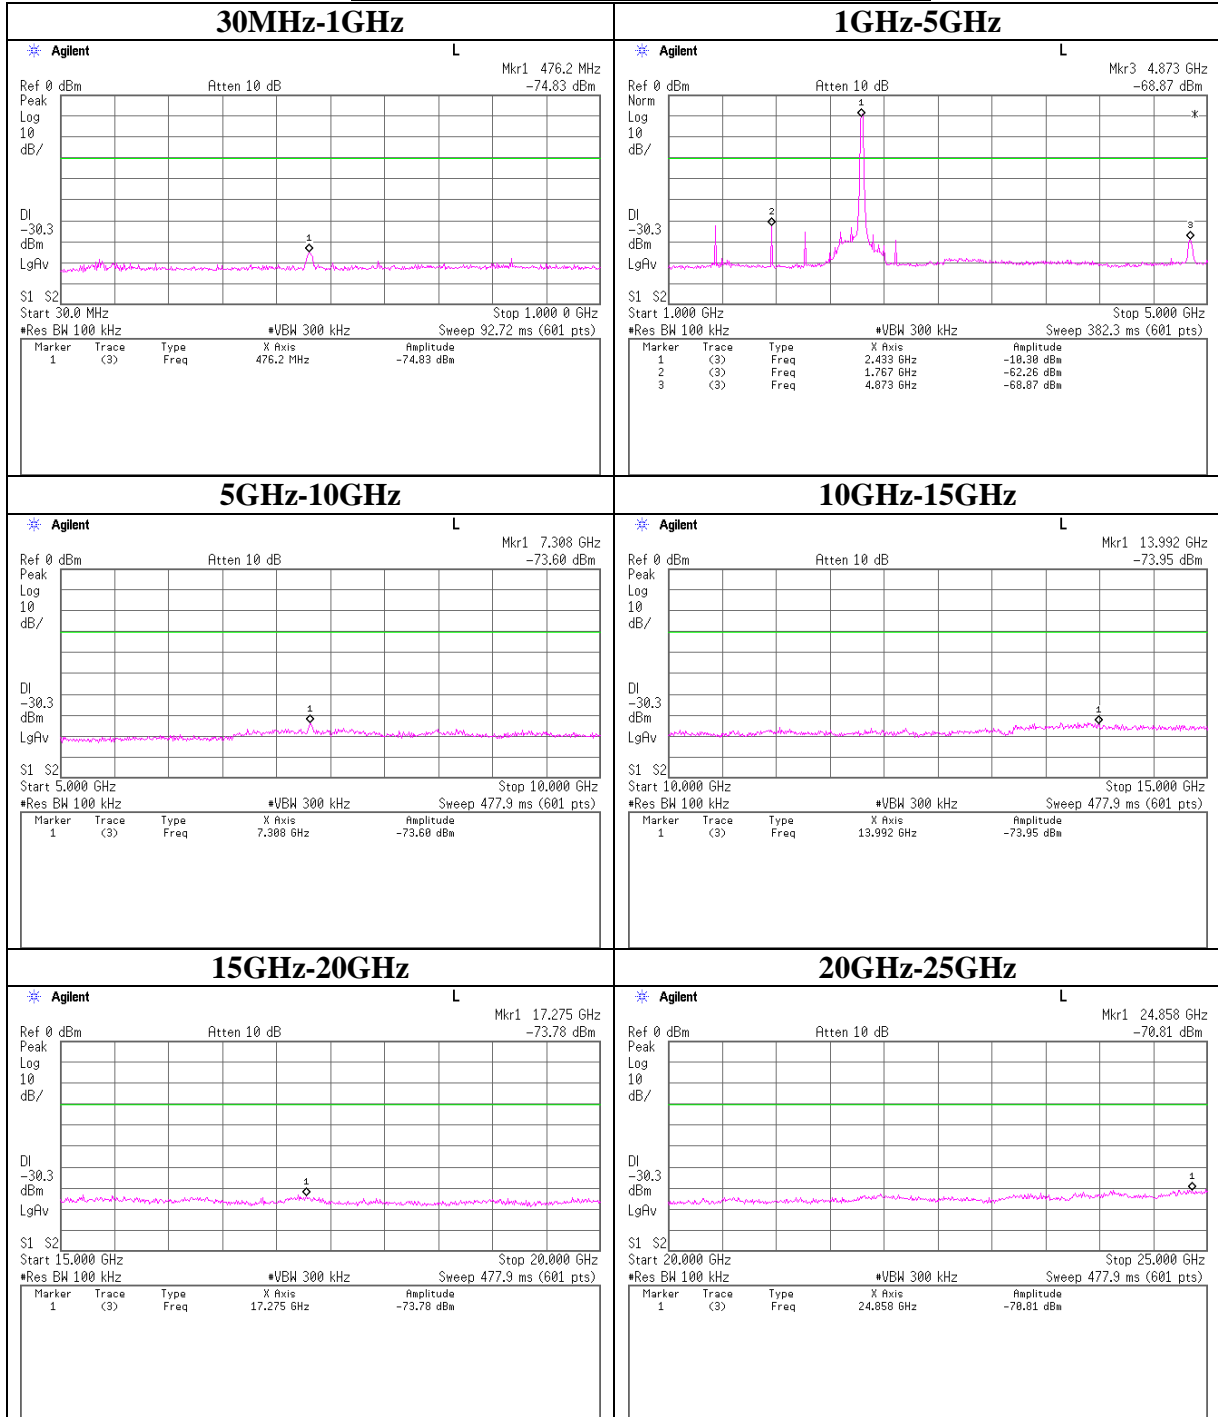 30MHz-1GHz
Agilent L
Mkr1 476.2 MHz
Ref 0 dBm Atten 10 dB -74.83 dBm
Peak
Log
10
dB/
1
DI
-30.3
dBm
LgAv
S1 S2
Start 30.0 MHz Stop 1.000 0 GHz
#Res BW 100 kHz #VBW 300 kHz Sweep 92.72 ms (601 pts)
Marker Trace Type X Axis Amplitude
1 (3) Freq 476.2 MHz -74.83 dBm
1GHz-5GHz
Agilent L
Mkr3 4.873 GHz
Ref 0 dBm Atten 10 dB -68.87 dBm
Norm
Log
10
dB/
1
*
2
3
DI
-30.3
dBm
LgAv
S1 S2
Start 1.000 GHz Stop 5.000 GHz
#Res BW 100 kHz #VBW 300 kHz Sweep 382.3 ms (601 pts)
Marker Trace Type X Axis Amplitude
1 (3) Freq 2.433 GHz -10.30 dBm
2 (3) Freq 1.767 GHz -62.26 dBm
3 (3) Freq 4.873 GHz -68.87 dBm
5GHz-10GHz
Agilent L
Mkr1 7.308 GHz
Ref 0 dBm Atten 10 dB -73.60 dBm
Peak
Log
10
dB/
DI
-30.3
1
dBm
LgAv
S1 S2
Start 5.000 GHz Stop 10.000 GHz
#Res BW 100 kHz #VBW 300 kHz Sweep 477.9 ms (601 pts)
Marker Trace Type X Axis Amplitude
1 (3) Freq 7.308 GHz -73.60 dBm
10GHz-15GHz
Agilent L
Mkr1 13.992 GHz
Ref 0 dBm Atten 10 dB -73.95 dBm
Peak
Log
10
dB/
DI
-30.3
1
dBm
LgAv
S1 S2
Start 10.000 GHz Stop 15.000 GHz
#Res BW 100 kHz #VBW 300 kHz Sweep 477.9 ms (601 pts)
Marker Trace Type X Axis Amplitude
1 (3) Freq 13.992 GHz -73.95 dBm
15GHz-20GHz
Agilent L
Mkr1 17.275 GHz
Ref 0 dBm Atten 10 dB -73.78 dBm
Peak
Log
10
dB/
DI
-30.3
1
dBm
LgAv
S1 S2
Start 15.000 GHz Stop 20.000 GHz
#Res BW 100 kHz #VBW 300 kHz Sweep 477.9 ms (601 pts)
Marker Trace Type X Axis Amplitude
1 (3) Freq 17.275 GHz -73.78 dBm
20GHz-25GHz
Agilent L
Mkr1 24.858 GHz
Ref 0 dBm Atten 10 dB -70.81 dBm
Peak
Log
10
dB/
DI
-30.3
1
dBm
LgAv
S1 S2
Start 20.000 GHz Stop 25.000 GHz
#Res BW 100 kHz #VBW 300 kHz Sweep 477.9 ms (601 pts)
Marker Trace Type X Axis Amplitude
1 (3) Freq 24.858 GHz -70.81 dBm